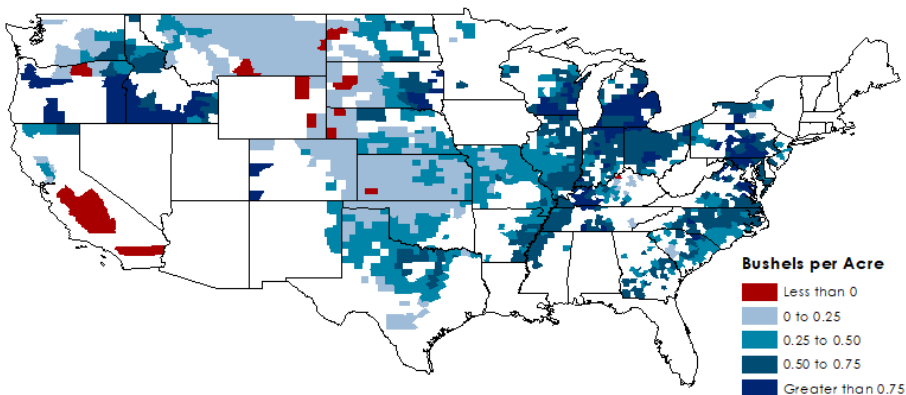 Bushels per Acre
Less than 0
0 to 0.25
0.25 to 0.50
0.50 to 0.75
Greater than 0.75